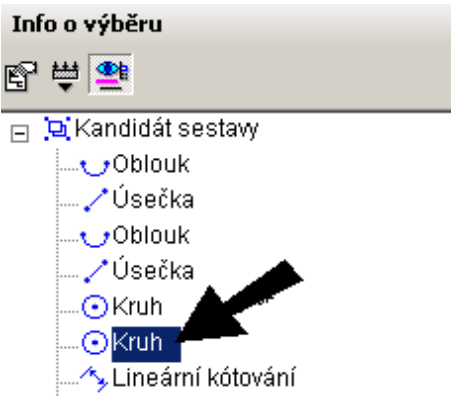 Info o výběru
Kandidát sestavy
Oblouk
Úsečka
Oblouk
Úsečka
Kruh
Kruh
Lineární kótování